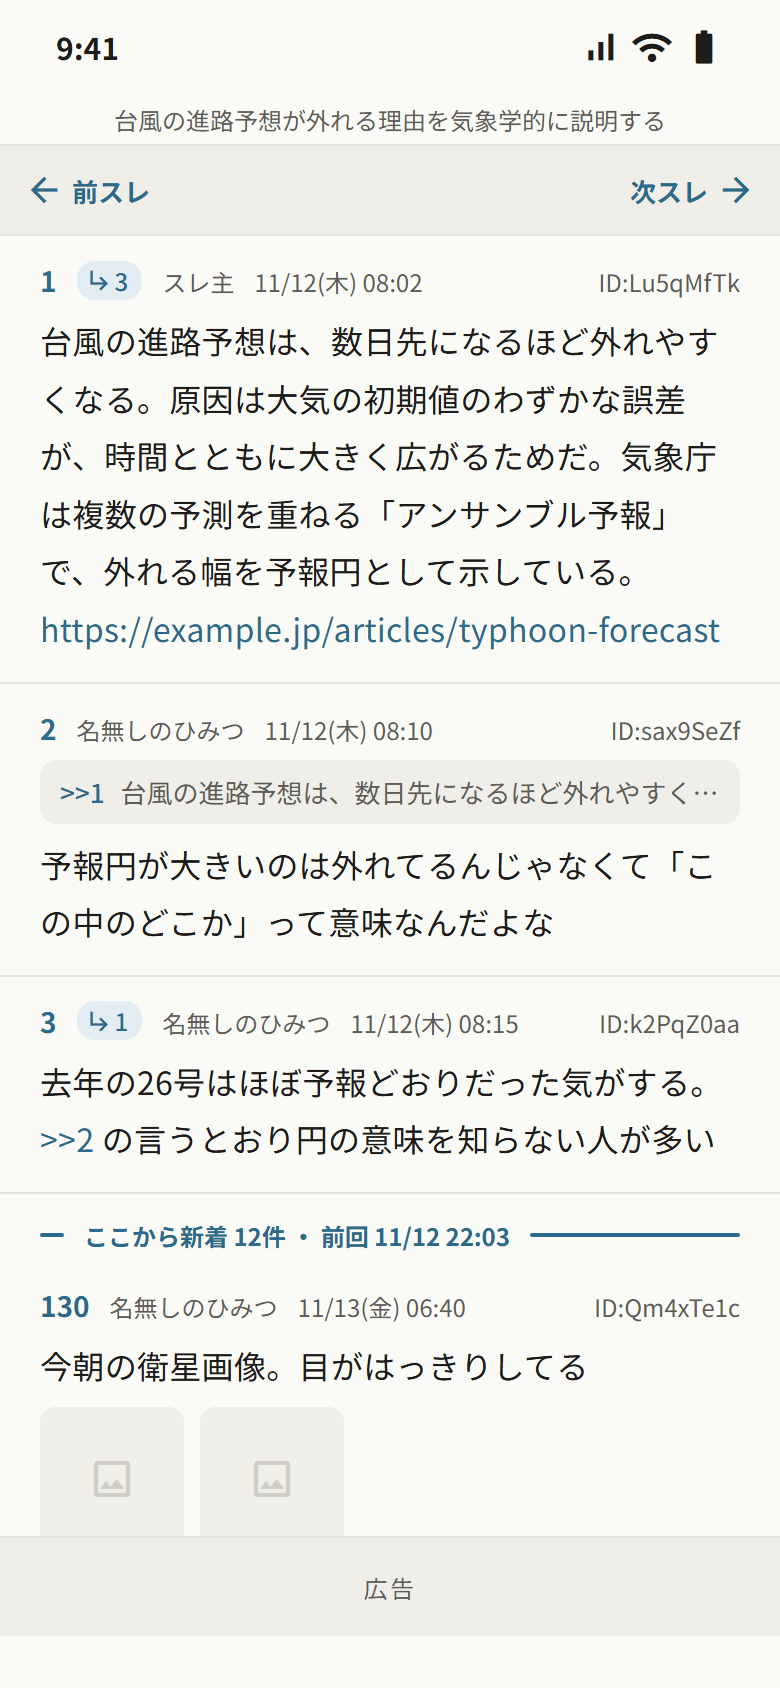 9:41
台風の進路予想が外れる理由を気象学的に説明する
← 前スレ 次スレ →
1 ↳ 3 スレ主 11/12(木) 08:02 ID:Lu5qMfTk
台風の進路予想は、数日先になるほど外れやす
くなる。原因は大気の初期値のわずかな誤差
が、時間とともに大きく広がるためだ。気象庁
は複数の予測を重ねる「アンサンブル予報」
で、外れる幅を予報円として示している。
https://example.jp/articles/typhoon-forecast
2 名無しのひみつ 11/12(木) 08:10 ID:sax9SeZf
>>1 台風の進路予想は、数日先になるほど外れやすく…
予報円が大きいのは外れてるんじゃなくて「こ
の中のどこか」って意味なんだよな
3 ↳ 1 名無しのひみつ 11/12(木) 08:15 ID:k2PqZ0aa
去年の26号はほぼ予報どおりだった気がする。
>>2 の言うとおり円の意味を知らない人が多い
ここから新着 12件 ・ 前回 11/12 22:03
130 名無しのひみつ 11/13(金) 06:40 ID:Qm4xTe1c
今朝の衛星画像。目がはっきりしてる
広告